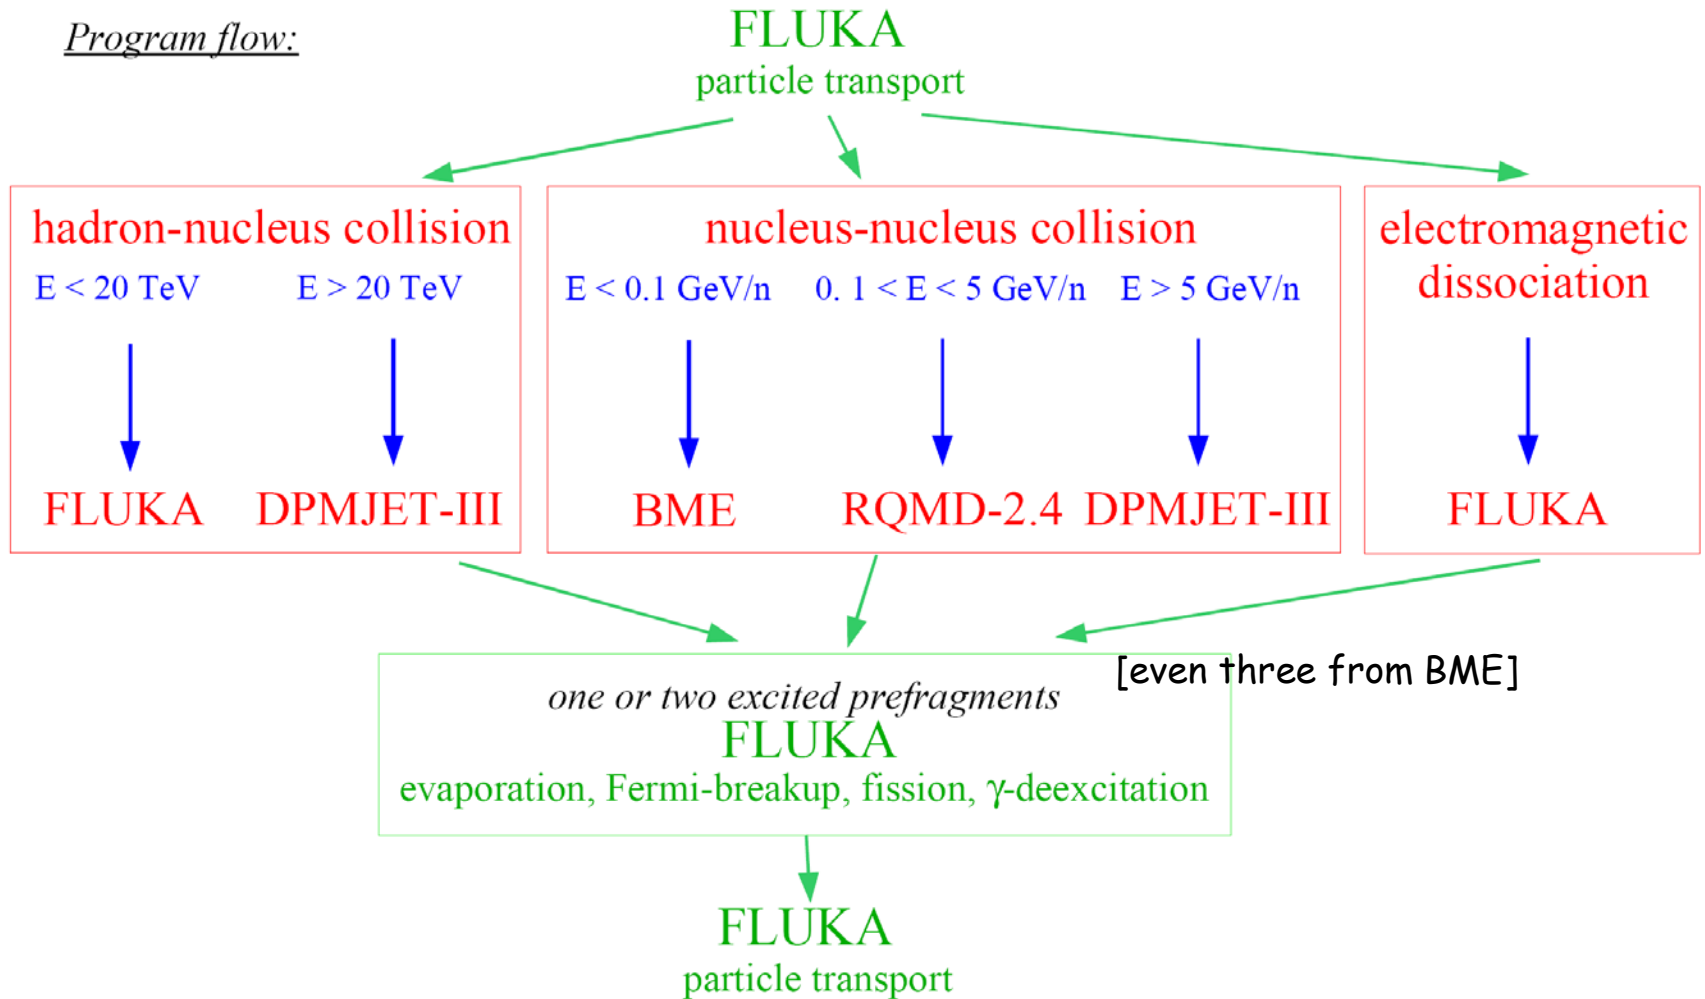 Program flow:
FLUKA
particle transport
hadron-nucleus collision
E < 20 TeV
E > 20 TeV
FLUKA
DPMJET-III
nucleus-nucleus collision
E < 0.1 GeV/n
0. 1 < E < 5 GeV/n
E > 5 GeV/n
BME
RQMD-2.4
DPMJET-III
electromagnetic
dissociation
FLUKA
[even three from BME]
one or two excited prefragments
FLUKA
evaporation, Fermi-breakup, fission, γ-deexcitation
FLUKA
particle transport